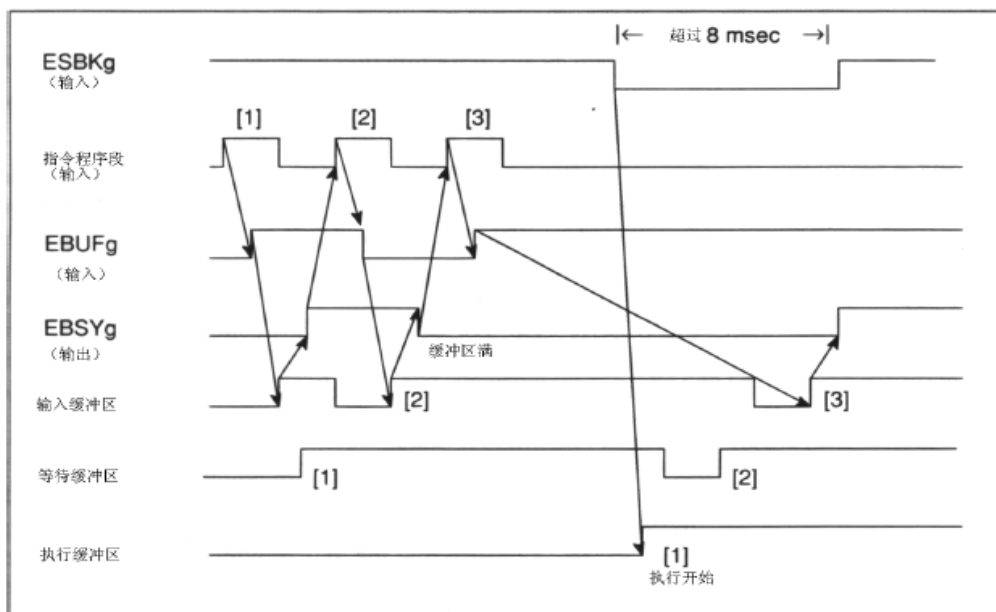 超过 8 msec
ESBKg
（输入）
[1]
[2]
[3]
指令程序段
（输入）
EBUFg
（输入）
EBSYg
（输出）
缓冲区满
输入缓冲区
[2]
[3]
等待缓冲区
[1]
[2]
执行缓冲区
[1]
执行开始